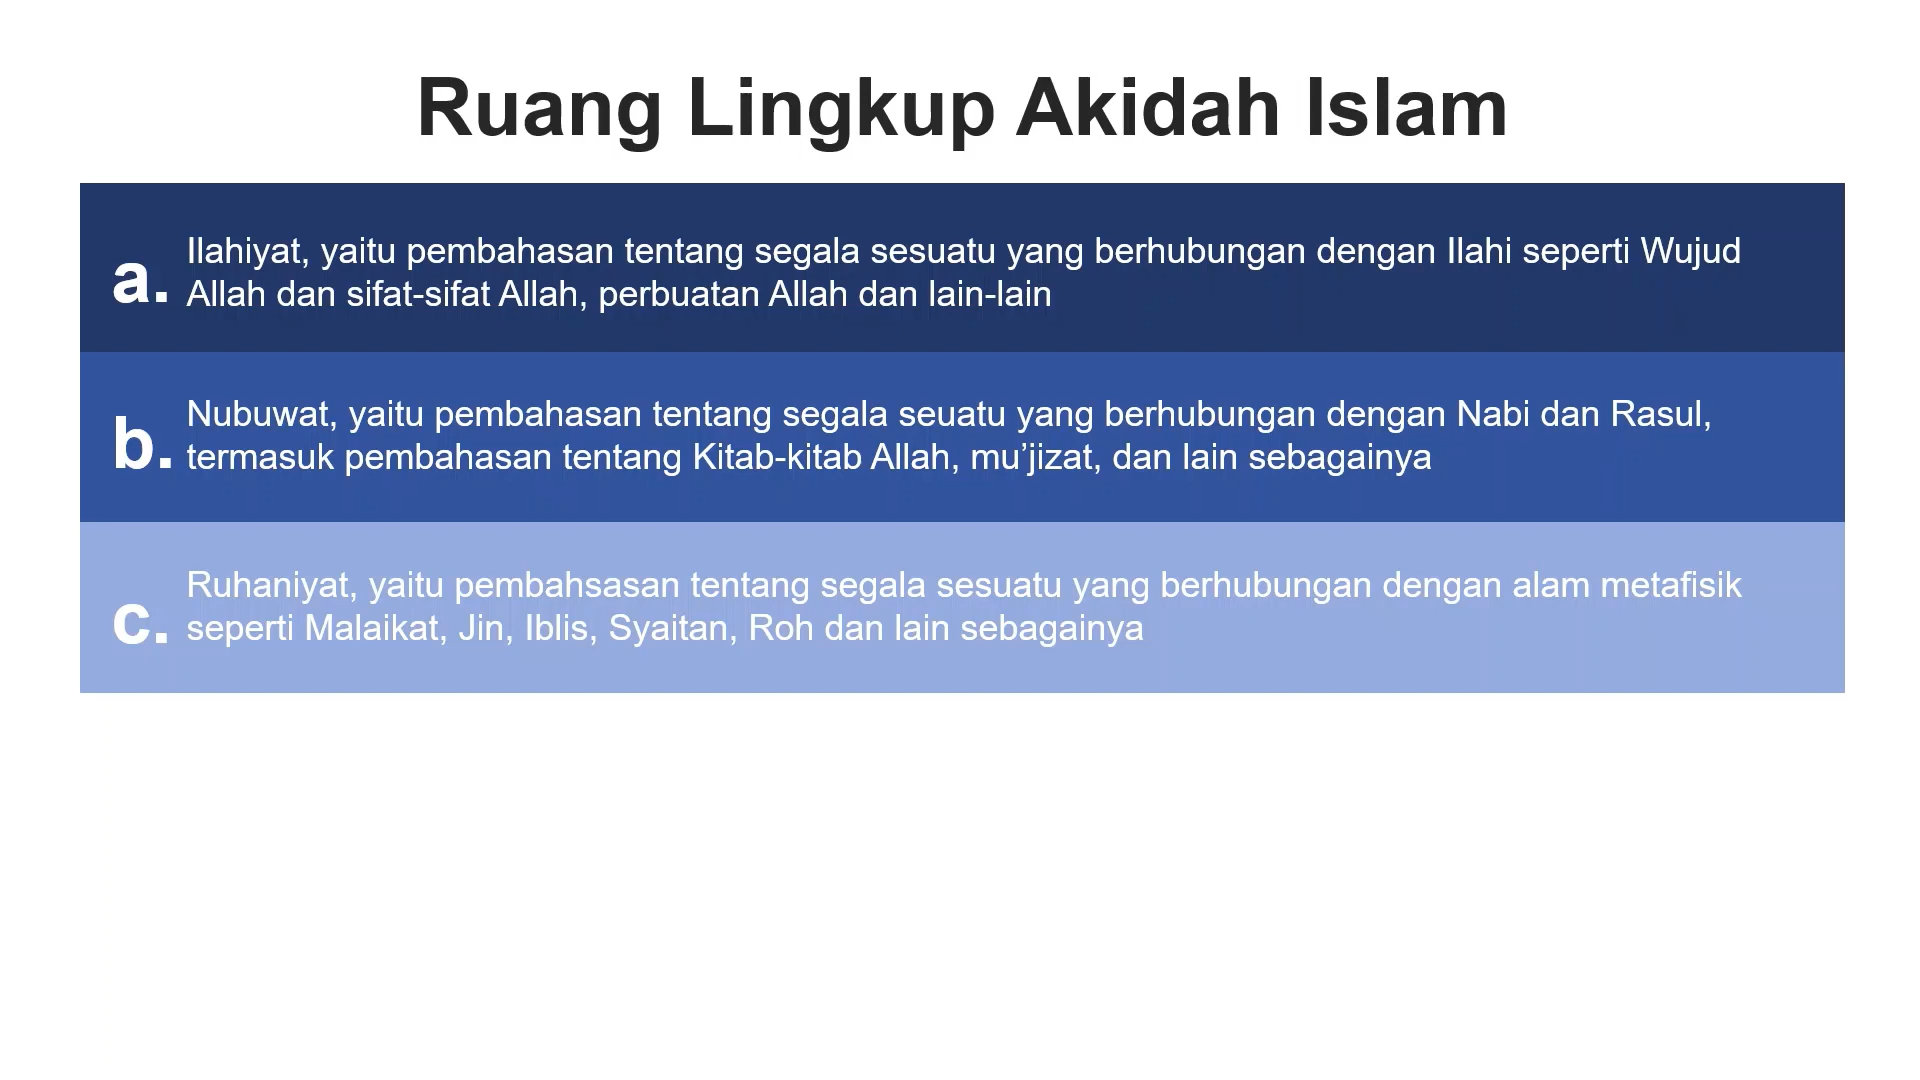 Ruang Lingkup Akidah Islam
a. Ilahiyat, yaitu pembahasan tentang segala sesuatu yang berhubungan dengan Ilahi seperti Wujud
Allah dan sifat-sifat Allah, perbuatan Allah dan lain-lain
b. Nubuwat, yaitu pembahasan tentang segala seuatu yang berhubungan dengan Nabi dan Rasul,
termasuk pembahasan tentang Kitab-kitab Allah, mu’jizat, dan lain sebagainya
c. Ruhaniyat, yaitu pembahsasan tentang segala sesuatu yang berhubungan dengan alam metafisik
seperti Malaikat, Jin, Iblis, Syaitan, Roh dan lain sebagainya